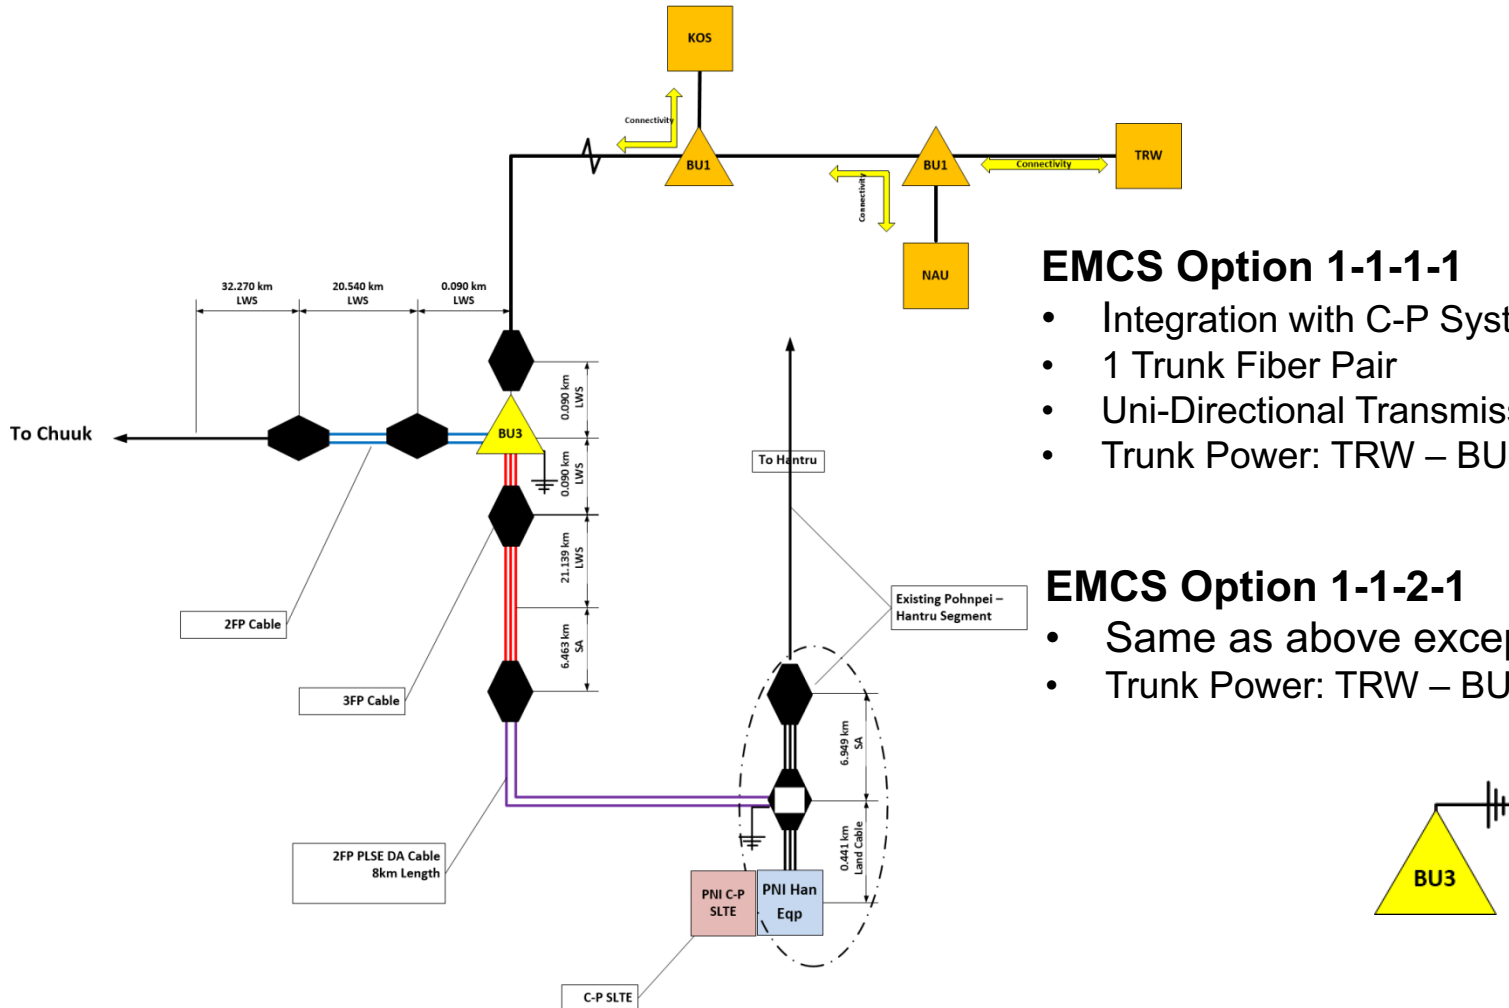 KOS
Connectivity
BU1
BU1
Connectivity
TRW
Connectivity
NAU
EMCS Option 1-1-1-1
• Integration with C-P Syst
• 1 Trunk Fiber Pair
• Uni-Directional Transmiss
• Trunk Power: TRW – BU
32.270 km
LWS
20.540 km
LWS
0.090 km
LWS
To Chuuk
BU3
0.090 km
LWS
0.090 km
LWS
21.139 km
LWS
6.463 km
SA
To Hantru
2FP Cable
3FP Cable
Existing Pohnpei –
Hantru Segment
EMCS Option 1-1-2-1
• Same as above excep
• Trunk Power: TRW – BU
6.949 km
SA
0.441 km
Land Cable
2FP PLSE DA Cable
8km Length
PNI C-P
SLTE
PNI Han
Eqp
C-P SLTE
BU3